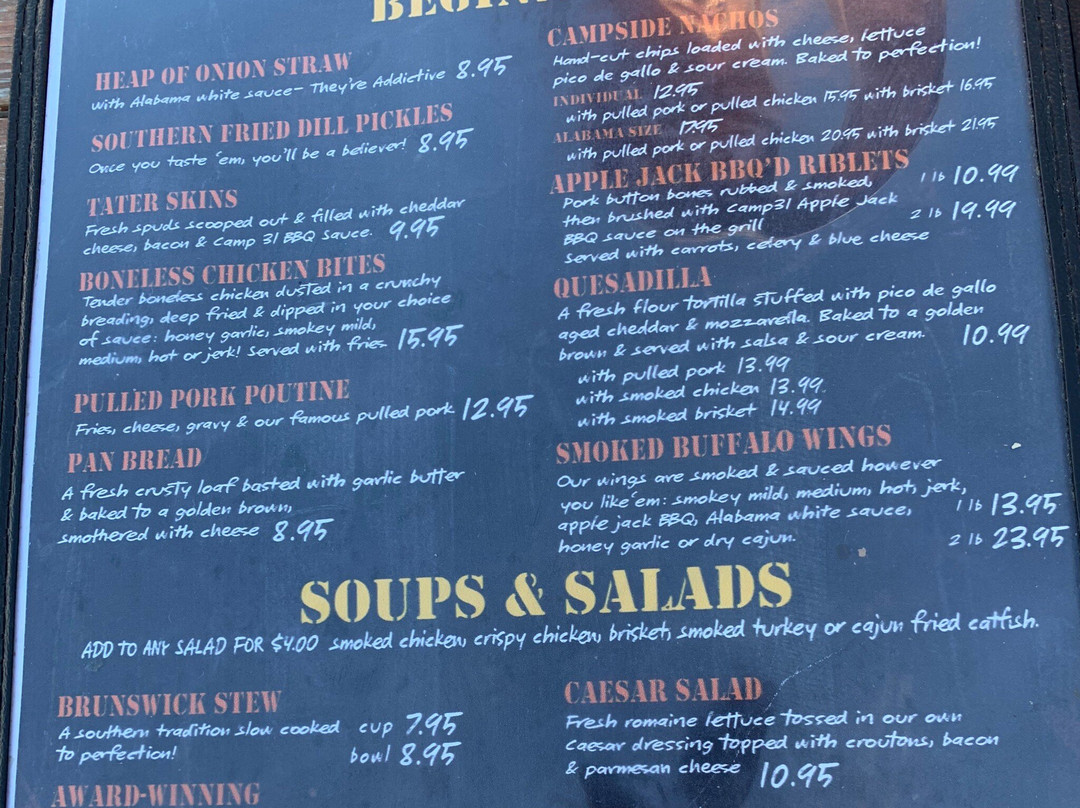 HEAP OF ONION STRAW
with Alabama white sauce- They're Addictive 8.95
SOUTHERN FRIED DILL PICKLES
Once you taste 'em, you'll be a believer! 8.95
TATER SKINS
Fresh spuds scooped out & filled with cheddar
cheese, bacon & Camp 31 BBQ Sauce. 9.95
BONELESS CHICKEN BITES
Tender boneless chicken dusted in a crunchy
breading, deep fried & dipped in your choice
of sauce: honey garlic, smokey mild,
medium, hot or jerk! Served with fries 15.95
PULLED PORK POUTINE
Fries, cheese, gravy & our famous pulled pork 12.95
PAN BREAD
A fresh crusty loaf basted with garlic butter
& baked to a golden brown,
smothered with cheese 8.95
CAMPSIDE NACHOS
Hand-cut chips loaded with cheese, lettuce
pico de gallo & sour cream. Baked to perfection!
INDIVIDUAL 12.95
with pulled pork or pulled chicken 15.95 with brisket 16.95
ALABAMA SIZE 17.95
with pulled pork or pulled chicken 20.95 with brisket 21.95
APPLE JACK BBQ'D RIBLETS
Pork button bones rubbed & smoked, 1 lb 10.99
then brushed with Camp31 Apple Jack
BBQ sauce on the grill 2 lb 19.99
Served with carrots, celery & blue cheese
QUESADILLA
A fresh flour tortilla stuffed with pico de gallo
aged cheddar & mozzarella. Baked to a golden
brown & served with salsa & sour cream. 10.99
with pulled pork 13.99
with smoked chicken 13.99
with smoked brisket 14.99
SMOKED BUFFALO WINGS
Our wings are smoked & sauced however
you like 'em: smokey mild, medium, hot, jerk,
apple jack BBQ, Alabama white sauce, 1 lb 13.95
honey garlic or dry cajun. 2 lb 23.95
SOUPS & SALADS
ADD TO ANY SALAD FOR $4.00 smoked chicken, crispy chicken, brisket, smoked turkey or cajun fried catfish.
BRUNSWICK STEW
A southern tradition slow cooked cup 7.95
to perfection! bowl 8.95
AWARD-WINNING
CAESAR SALAD
Fresh romaine lettuce tossed in our own
Caesar dressing topped with croutons, bacon
& parmesan cheese 10.95